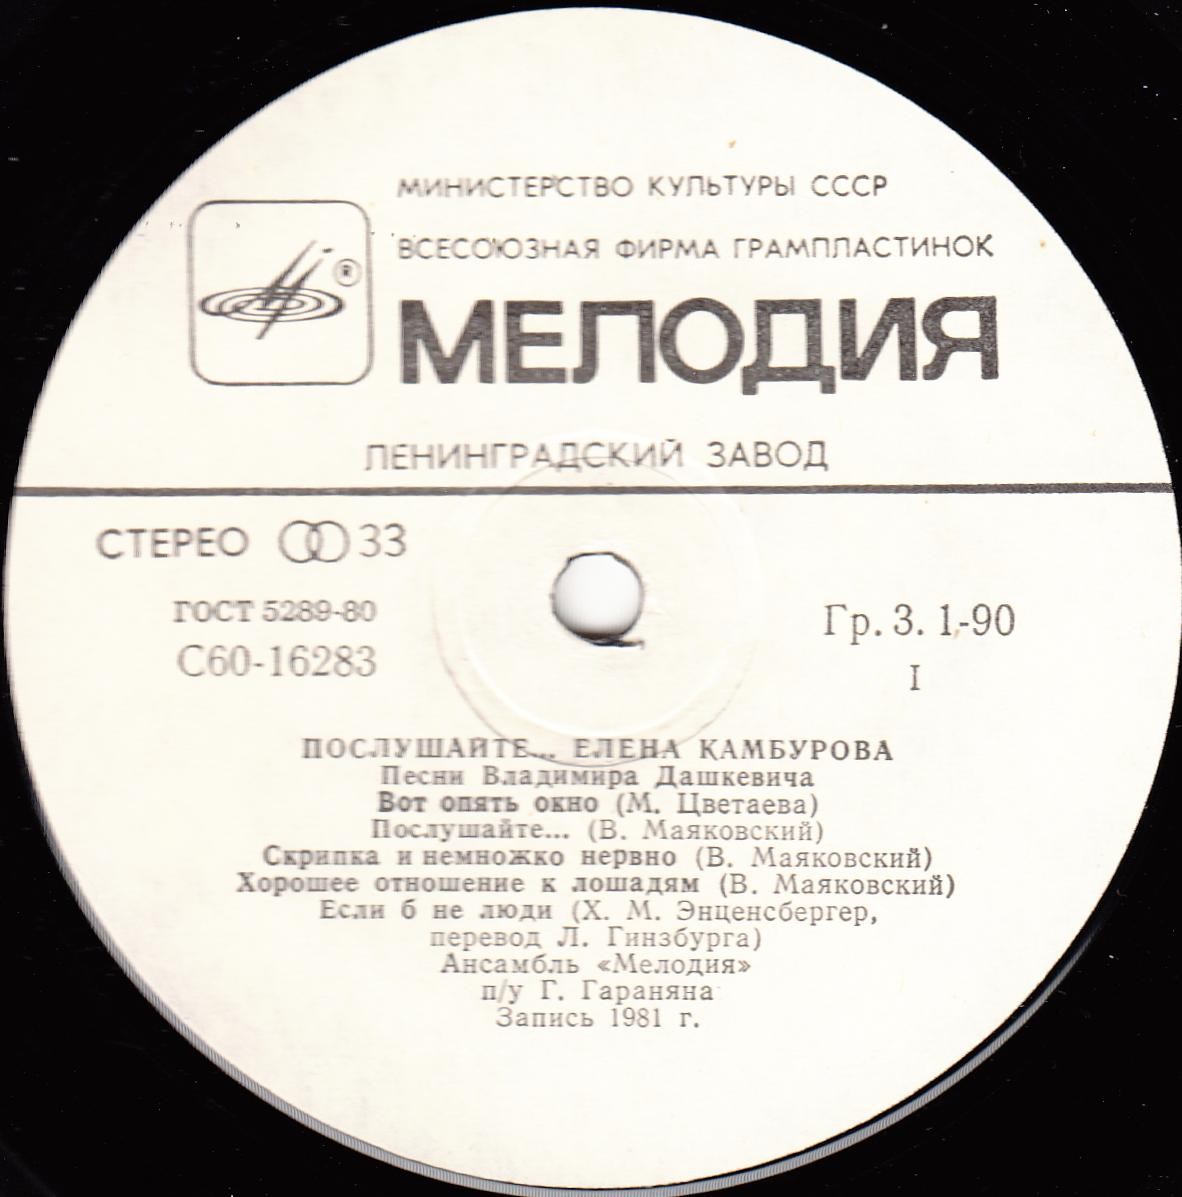 МИНИСТЕРСТВО КУЛЬТУРЫ СССР
ВСЕСОЮЗНАЯ ФИРМА ГРАМПЛАСТИНОК
®
МЕЛОДИЯ
ЛЕНИНГРАДСКИЙ ЗАВОД
СТЕРЕО 33
ГОСТ 5289-80
С60-16283
Гр. 3. 1-90
I
ПОСЛУШАЙТЕ... ЕЛЕНА КАМБУРОВА
Песни Владимира Дашкевича
Вот опять окно (М. Цветаева)
Послушайте... (В. Маяковский)
Скрипка и немножко нервно (В. Маяковский)
Хорошее отношение к лошадям (В. Маяковский)
Если б не люди (Х. М. Энценсбергер,
перевод Л. Гинзбурга)
Ансамбль «Мелодия»
п/у Г. Гараняна
Запись 1981 г.